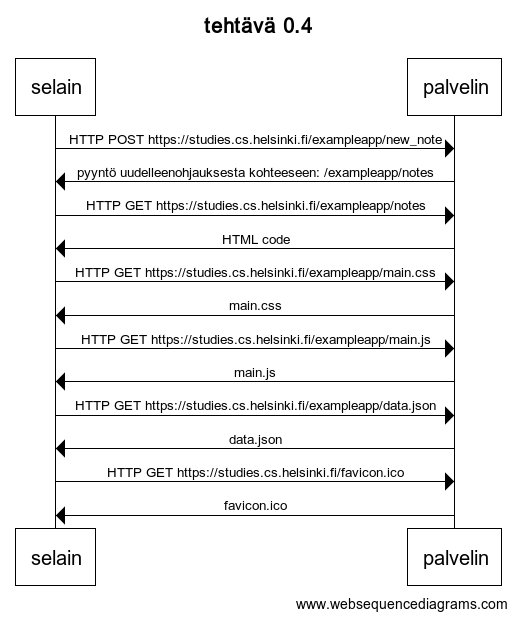 tehtävä 0.4
selain
palvelin
HTTP POST https://studies.cs.helsinki.fi/exampleapp/new_note
pyyntö uudelleenohjauksesta kohteeseen: /exampleapp/notes
HTTP GET https://studies.cs.helsinki.fi/exampleapp/notes
HTML code
HTTP GET https://studies.cs.helsinki.fi/exampleapp/main.css
main.css
HTTP GET https://studies.cs.helsinki.fi/exampleapp/main.js
main.js
HTTP GET https://studies.cs.helsinki.fi/exampleapp/data.json
data.json
HTTP GET https://studies.cs.helsinki.fi/favicon.ico
favicon.ico
selain
palvelin
www.websequencediagrams.com